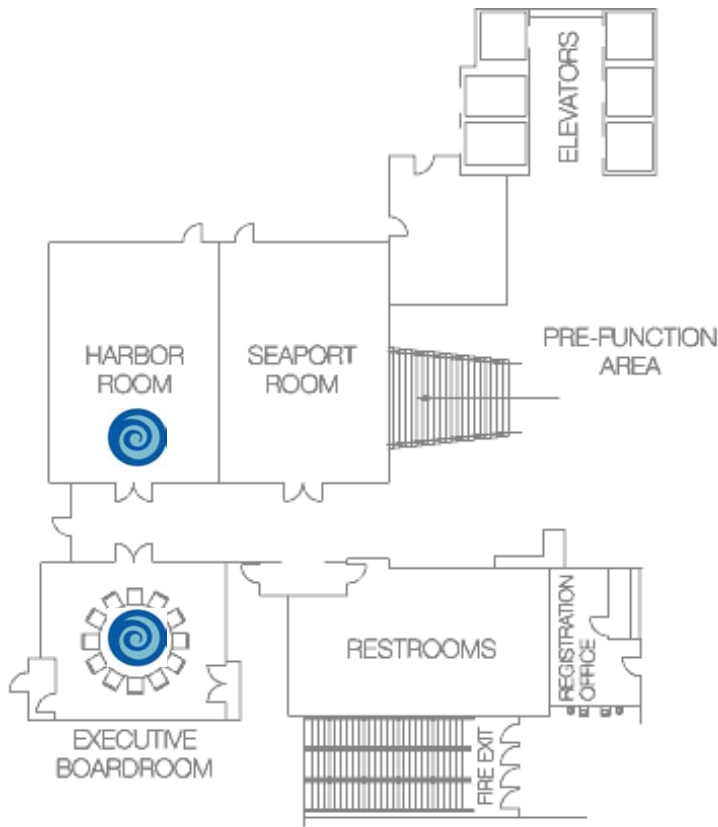 ELEVATORS
PRE-FUNCTION
AREA
HARBOR
ROOM
SEAPORT
ROOM
RESTROOMS
REGISTRATION
OFFICE
EXECUTIVE
BOARDROOM
FIRE EXIT